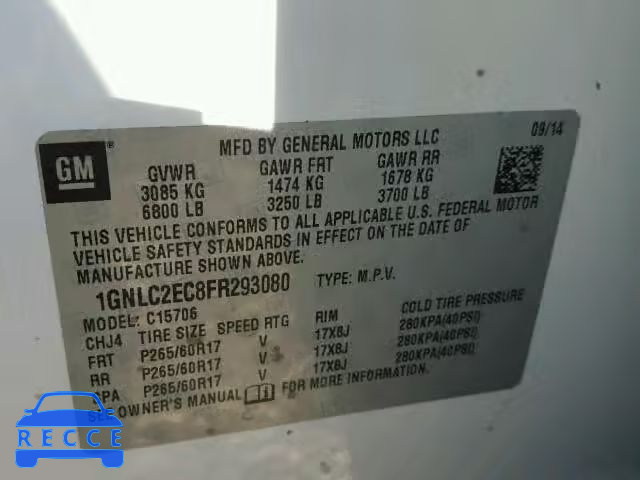 MFD BY GENERAL MOTORS LLC 09/14
GM ®
GVWR GAWR FRT GAWR RR
3085 KG 1474 KG 1678 KG
6800 LB 3250 LB 3700 LB
THIS VEHICLE CONFORMS TO ALL APPLICABLE U.S. FEDERAL MOTOR
VEHICLE SAFETY STANDARDS IN EFFECT ON THE DATE OF
MANUFACTURE SHOWN ABOVE.
1GNLC2EC8FR293080 TYPE: M.P.V.
MODEL: C15706
CHJ4 TIRE SIZE SPEED RTG RIM COLD TIRE PRESSURE
FRT P265/60R17 V 17X8J 280KPA(40PSI)
RR P265/60R17 V 17X8J 280KPA(40PSI)
SPA P265/60R17 V 17X8J 280KPA(40PSI)
SEE OWNER'S MANUAL FOR MORE INFORMATION.
RECCE